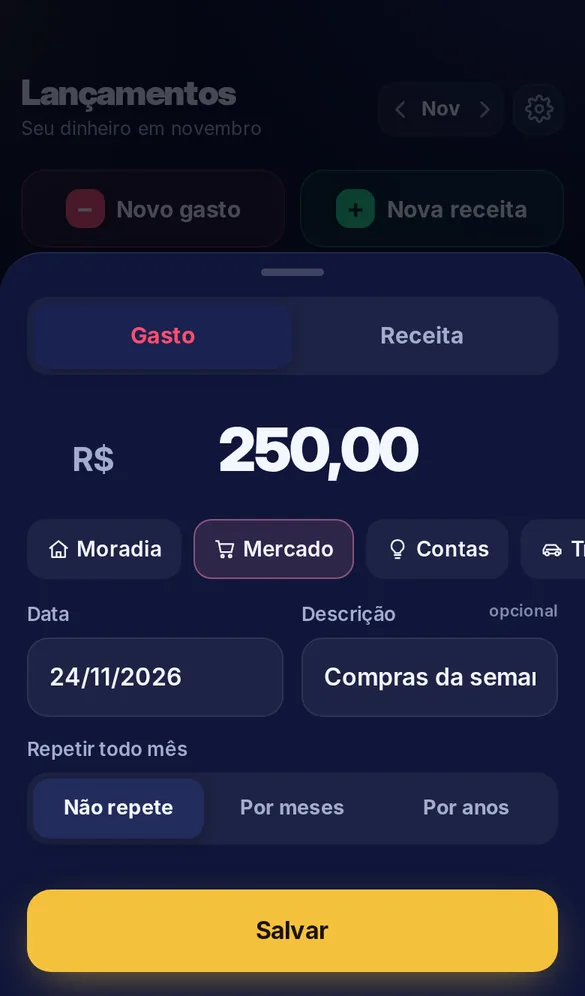 Lançamentos
Seu dinheiro em novembro
Nov
Novo gasto
Nova receita
Gasto
Receita
R$ 250,00
Moradia
Mercado
Contas
Data
Descrição
opcional
24/11/2026
Compras da
Repetir todo mês
Não repete
Por meses
Por anos
Salvar